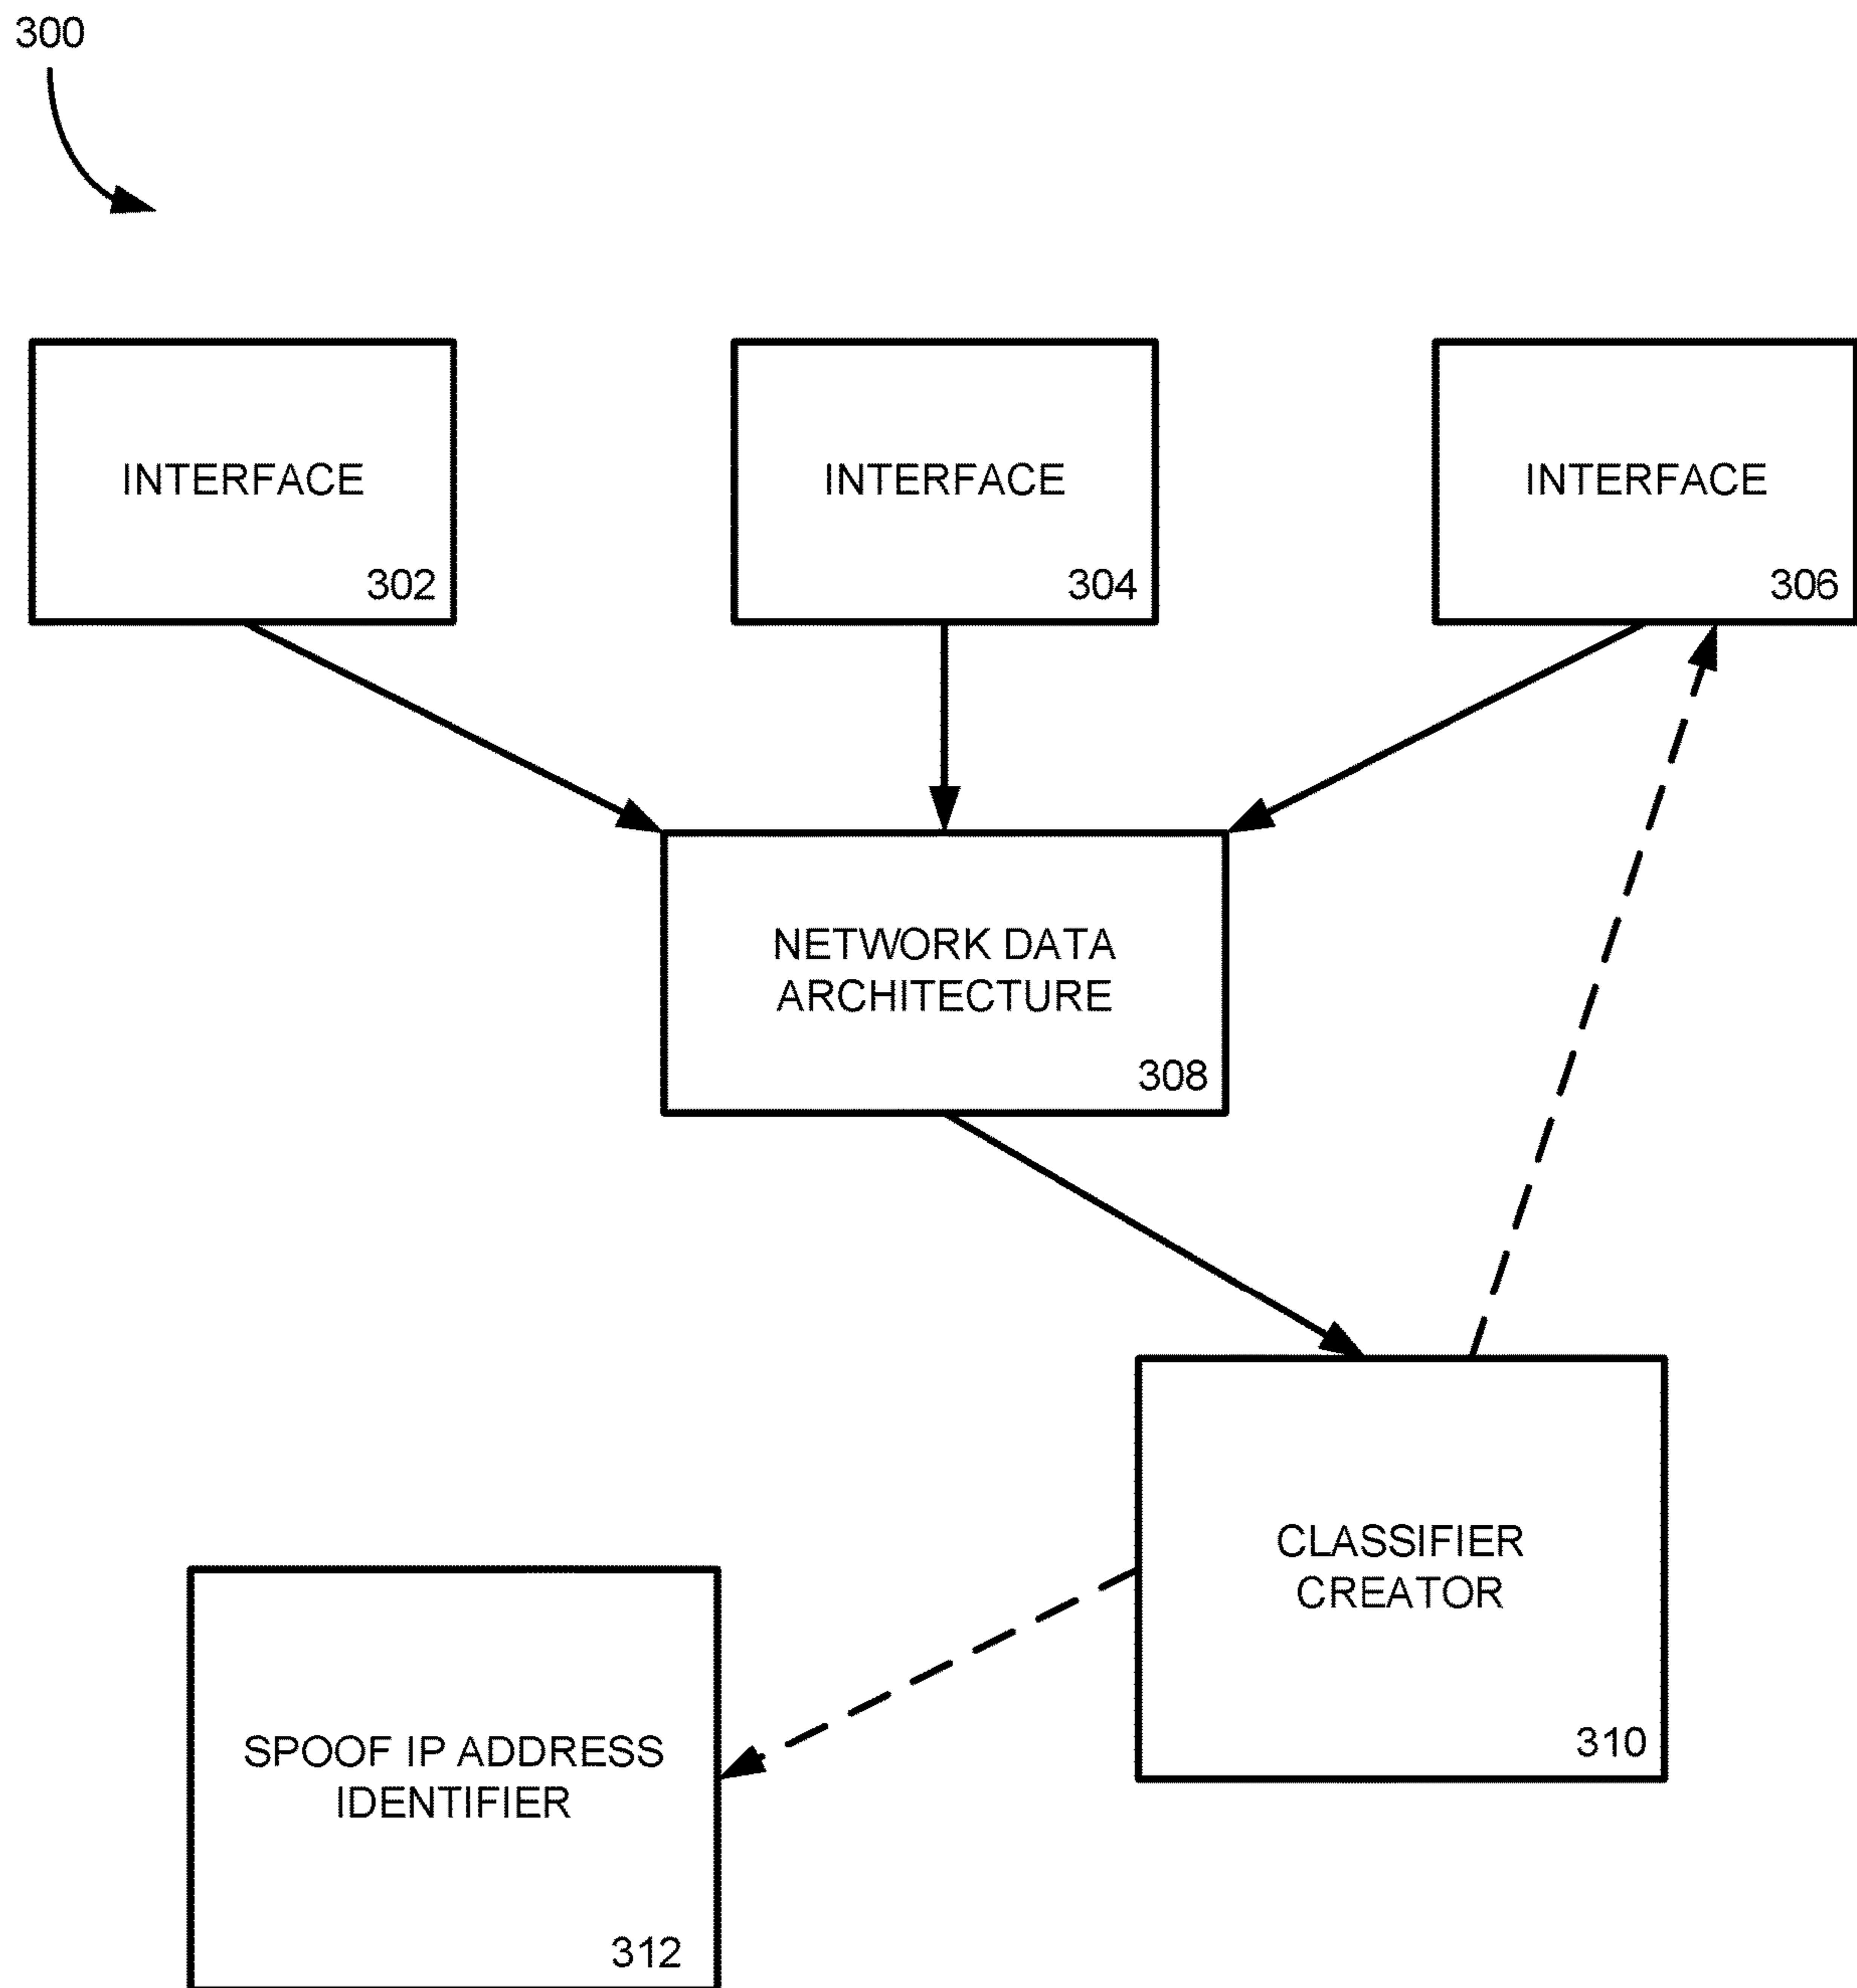 300
INTERFACE
302
INTERFACE
304
INTERFACE
306
NETWORK DATA
ARCHITECTURE
308
CLASSIFIER
CREATOR
310
SPOOF IP ADDRESS
IDENTIFIER
312